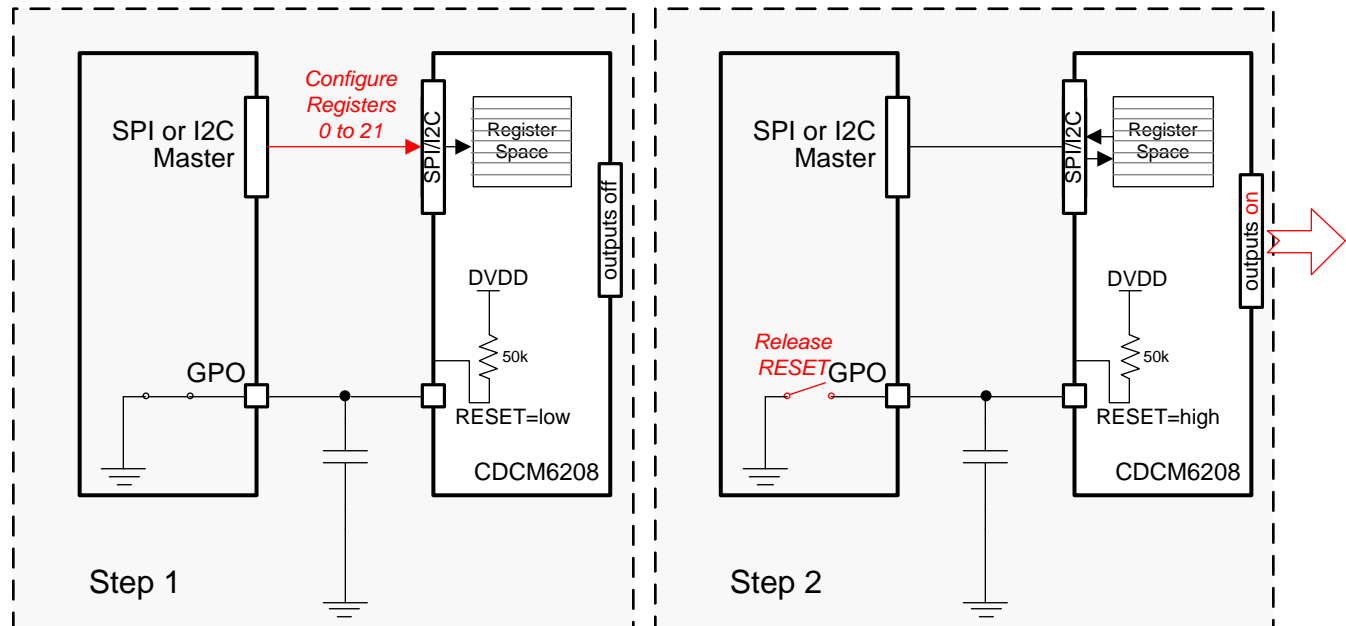 Configure
Registers
0 to 21
SPI or I2C
Master
SPI/I2C
Register
Space
outputs off
DVDD
50k
GPO
RESET=low
CDCM6208
Step 1
SPI or I2C
Master
SPI/I2C
Register
Space
outputs on
DVDD
50k
Release
RESET
GPO
RESET=high
CDCM6208
Step 2